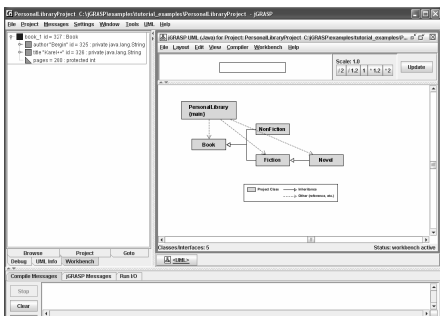 PersonalLibraryProject C:\jGRASP\examples\tutorial_examples\PersonalLibraryProject - jGRASP
File Project Messages Settings Window Tools UML Help
book_1 id = 317 : Book
author "Bergin" id = 325 : private java.lang.String
title "Karel++" id = 326 : private java.lang.String
pages = 260 : protected int
Browse Project Goto
Debug UML Info Workbench
jGRASP UML (Java) for Project: PersonalLibraryProject C:\jGRASP\examples\tutorial_examples\P...
File Layout Edit View Compiler Workbench Help
Scale: 1.0
/2 /1.2 1 *1.2 *2
Update
PersonalLibrary
{main}
NonFiction
Book
Fiction
Novel
Project Class
Inheritance
Other (reference, etc.)
Classes/Interfaces: 5
Status: workbench active
<UML>
Compile Messages jGRASP Messages Run I/O
Stop
Clear